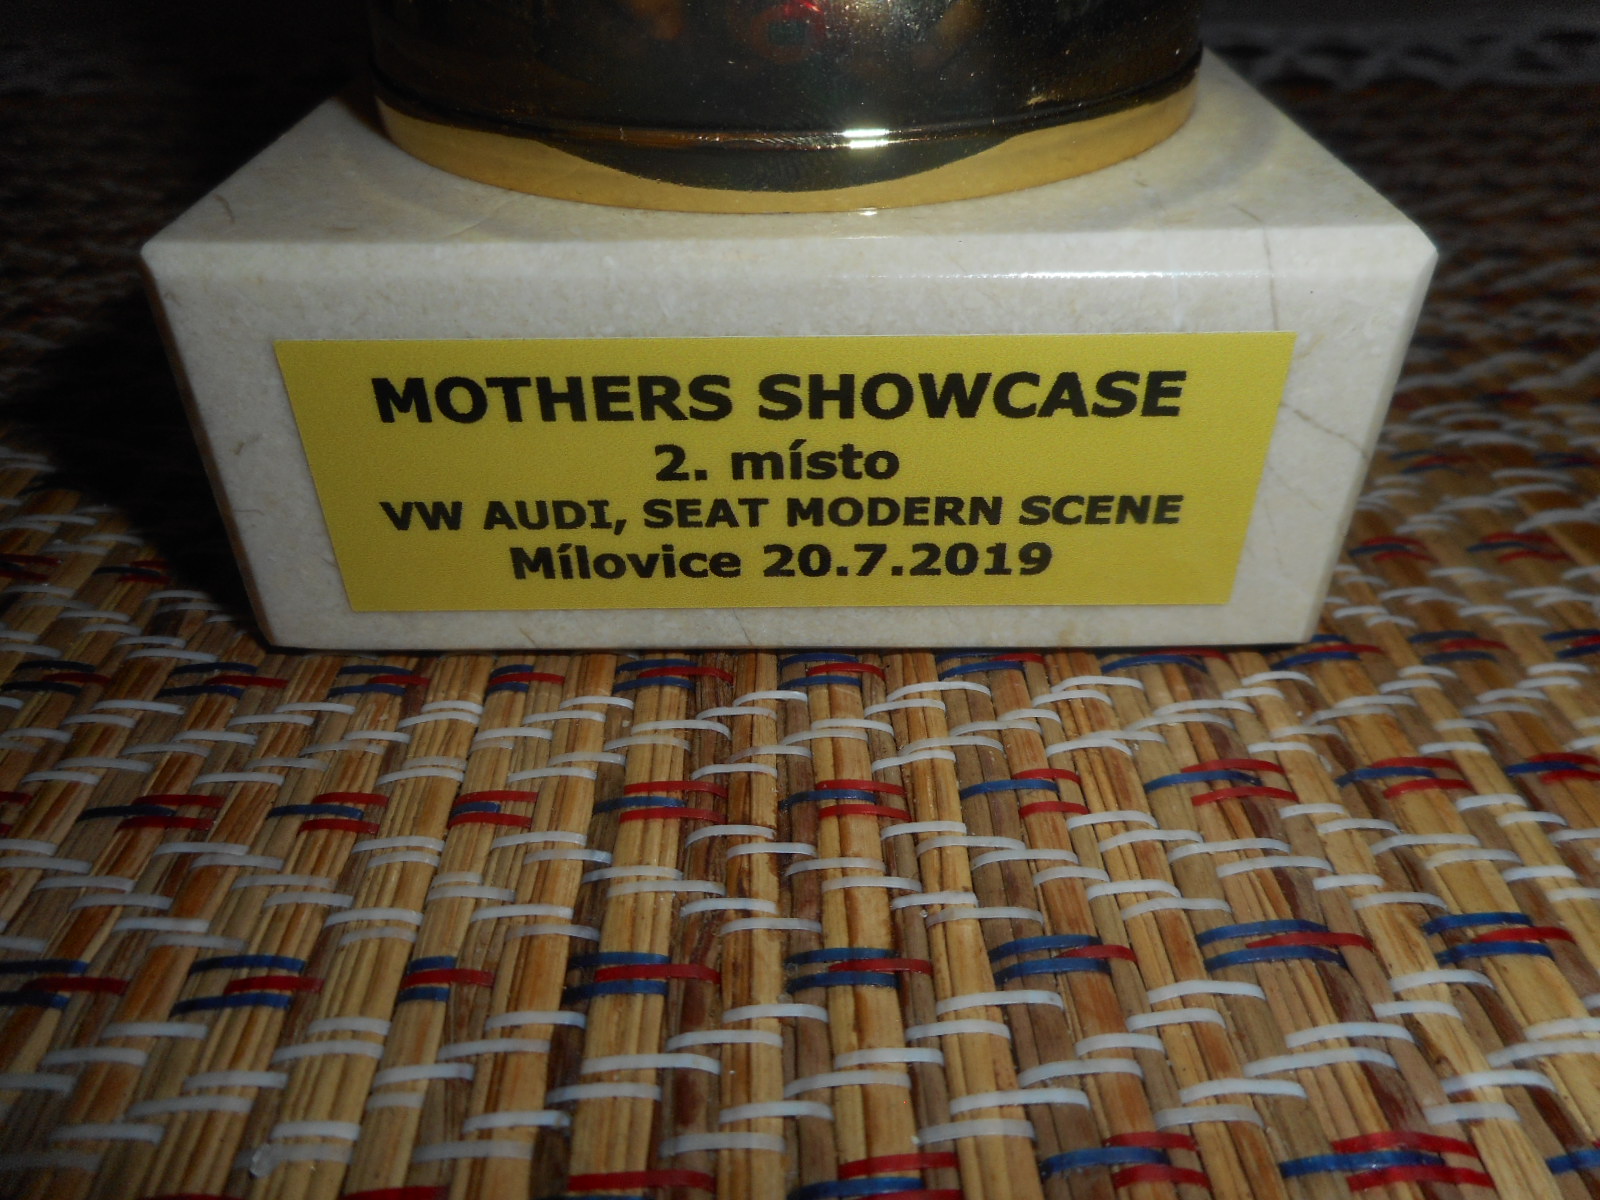 MOTHERS SHOWCASE
2. místo
VW AUDI, SEAT MODERN SCENE
Mílovice 20.7.2019